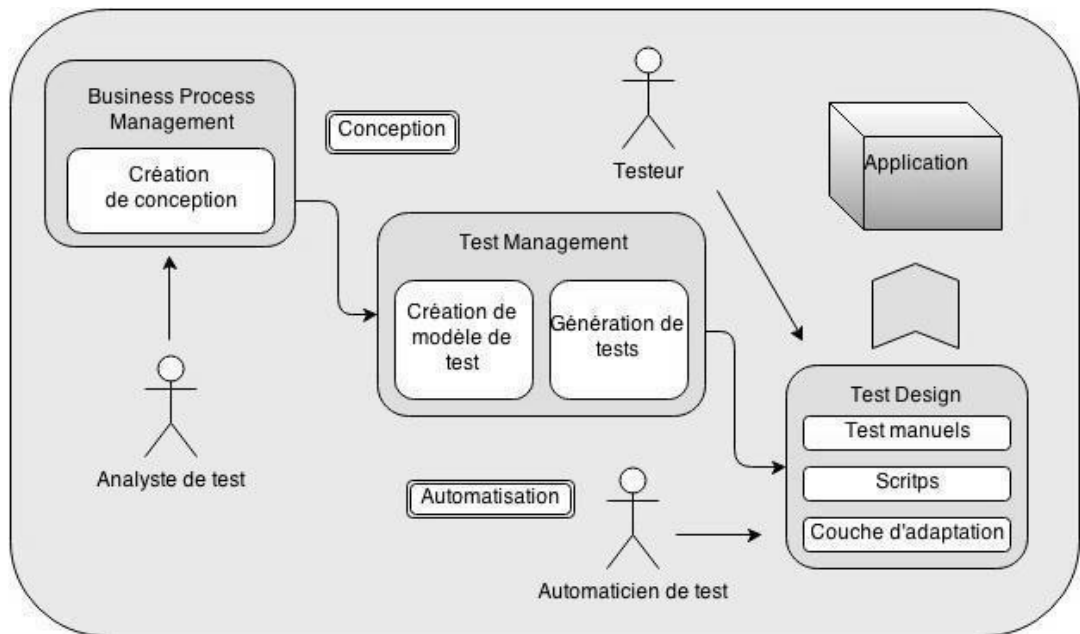 Business Process
Management
Création
de conception
Conception
Testeur
Application
Test Management
Création de
modèle de
test
Génération de
tests
Analyste de test
Test Design
Test manuels
Scritps
Couche d'adaptation
Automatisation
Automaticien de test